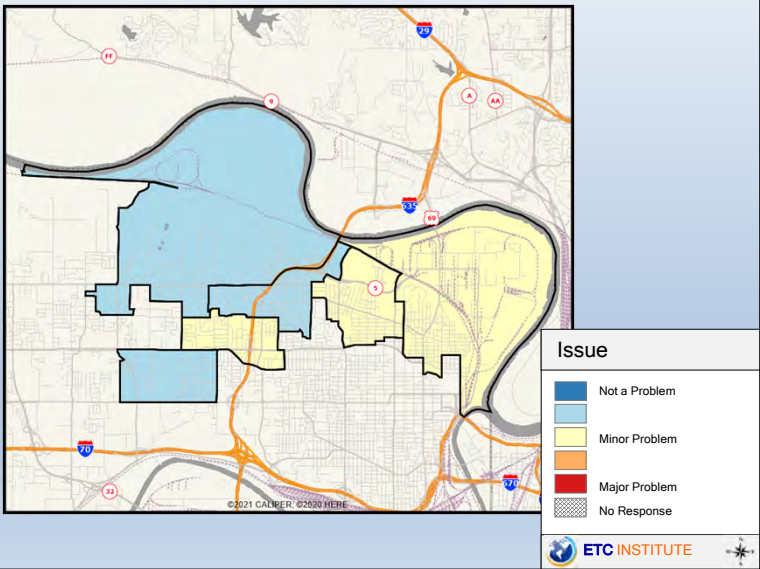 29
FF
9
A
AA
635
69
5
Issue
Not a Problem
Minor Problem
Major Problem
No Response
70
32
670
©2021 CALIPER, ©2020 HERE
ETC INSTITUTE